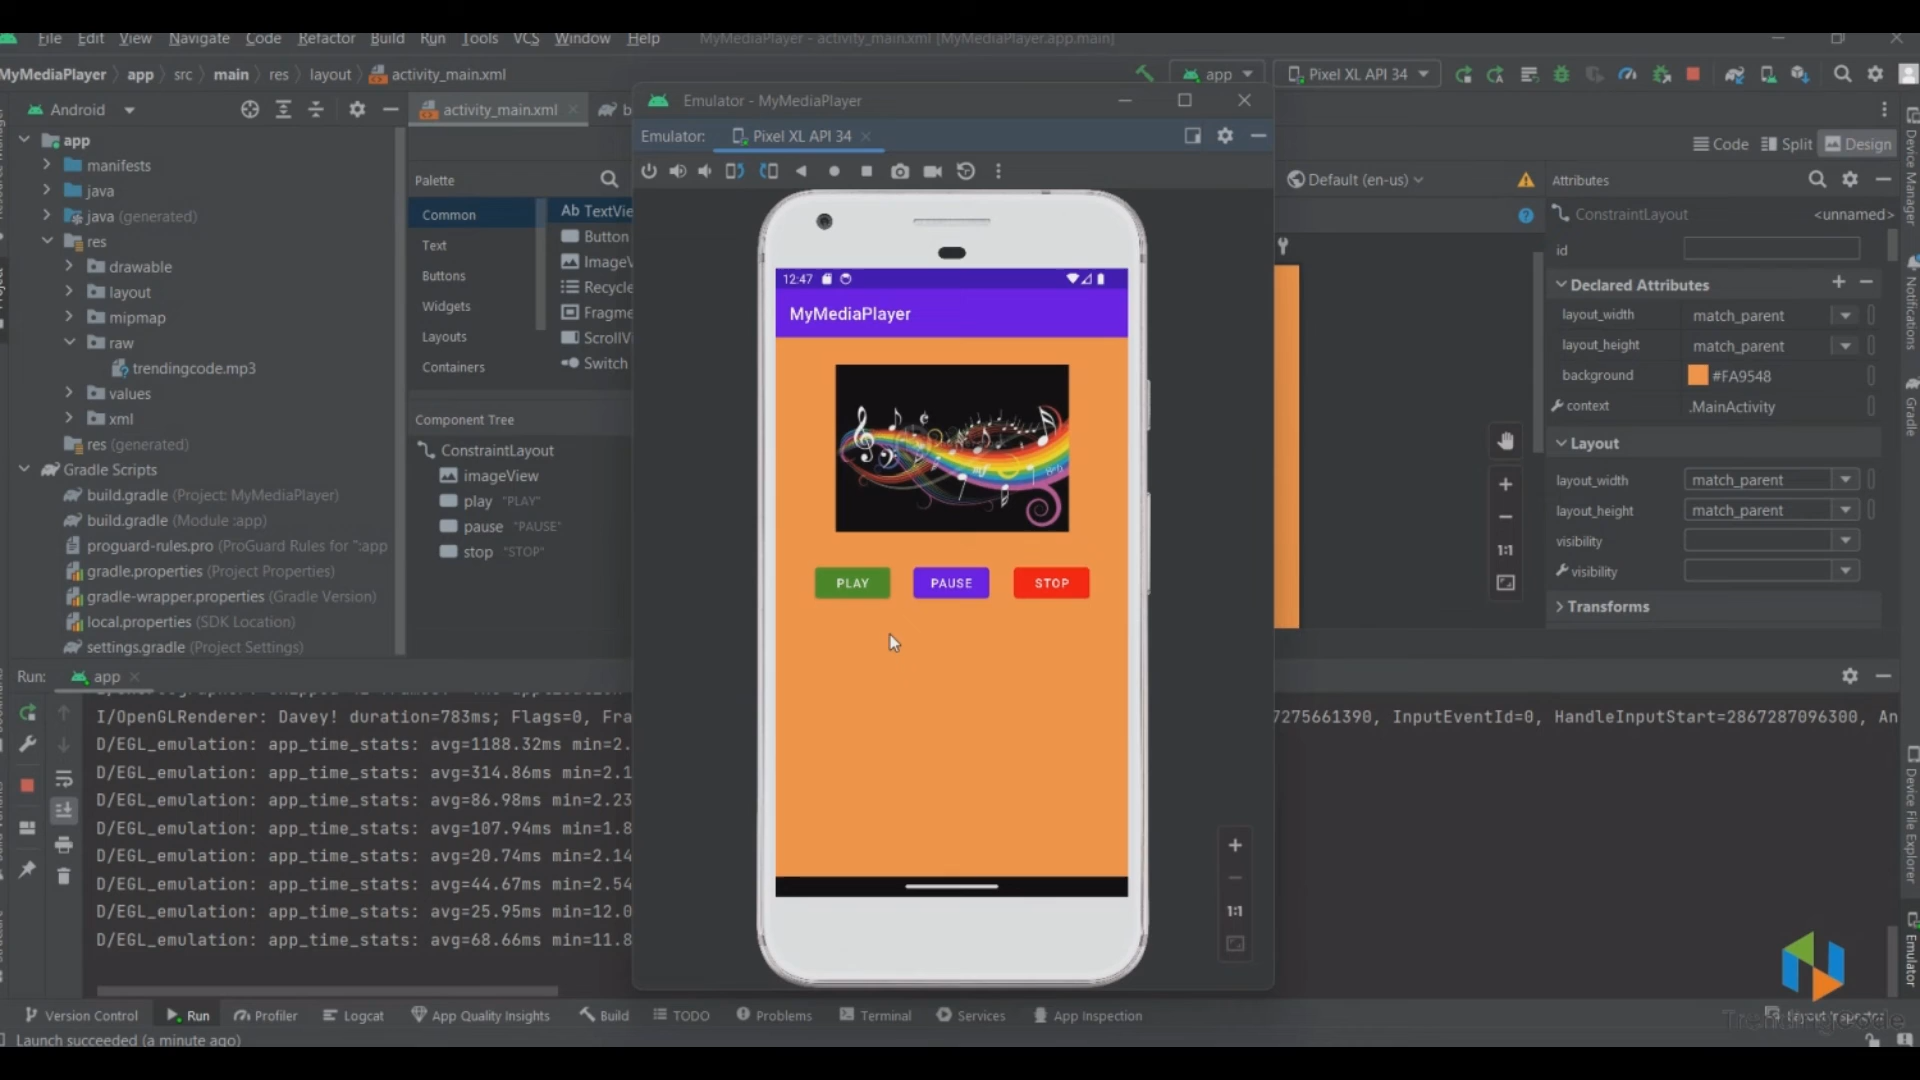 File Edit View Navigate Code Refactor Build Run Tools VCS Window Help MyMediaPlayer - activity_main.xml [MyMediaPlayer.app.main]
MyMediaPlayer app src main res layout activity_main.xml
app Pixel XL API 34
Android
activity_main.xml
Emulator - MyMediaPlayer
Emulator: Pixel XL API 34
Code Split Design
app
manifests
java
java (generated)
res
drawable
layout
mipmap
raw
trendingcode.mp3
values
xml
res (generated)
Gradle Scripts
build.gradle (Project: MyMediaPlayer)
build.gradle (Module :app)
proguard-rules.pro (ProGuard Rules for ":app
gradle.properties (Project Properties)
gradle-wrapper.properties (Gradle Version)
local.properties (SDK Location)
settings.gradle (Project Settings)
Palette
Common
Text
Buttons
Widgets
Layouts
Containers
Ab TextVie
Button
ImageV
Recycle
Fragme
ScrollV
Switch
Component Tree
ConstraintLayout
imageView
play "PLAY"
pause "PAUSE"
stop "STOP"
12:47
MyMediaPlayer
PLAY PAUSE STOP
1:1
Default (en-us)
1:1
Attributes
ConstraintLayout <unnamed>
id
Declared Attributes
layout_width match_parent
layout_height match_parent
background #FA9548
context .MainActivity
Layout
layout_width match_parent
layout_height match_parent
visibility
visibility
Transforms
Device Manager
Notifications
Gradle
Device File Explorer
Emulator
Run: app
I/OpenGLRenderer: Davey! duration=783ms; Flags=0, Fra
7275661390, InputEventId=0, HandleInputStart=2867287096300, An
D/EGL_emulation: app_time_stats: avg=1188.32ms min=2.
D/EGL_emulation: app_time_stats: avg=314.86ms min=2.1
D/EGL_emulation: app_time_stats: avg=86.98ms min=2.23
D/EGL_emulation: app_time_stats: avg=107.94ms min=1.8
D/EGL_emulation: app_time_stats: avg=20.74ms min=2.14
D/EGL_emulation: app_time_stats: avg=44.67ms min=2.54
D/EGL_emulation: app_time_stats: avg=25.95ms min=12.0
D/EGL_emulation: app_time_stats: avg=68.66ms min=11.8
Version Control Run Profiler Logcat App Quality Insights Build TODO Problems Terminal Services App Inspection
TrendingCode
Launch succeeded (a minute ago)